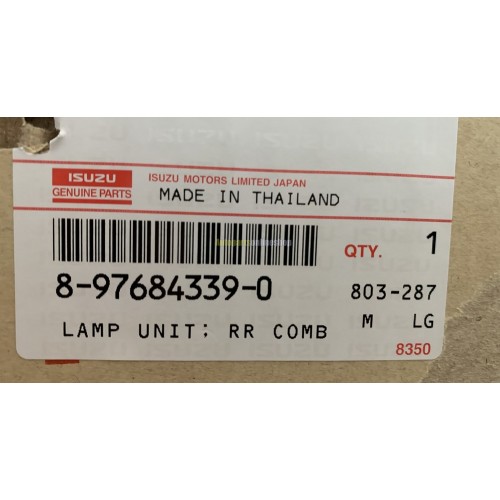 ISUZU
GENUINE PARTS
ISUZU MOTORS LIMITED JAPAN
MADE IN THAILAND
QTY. 1
8-97684339-0
803-287
LAMP UNIT: RR COMB
M LG
8350